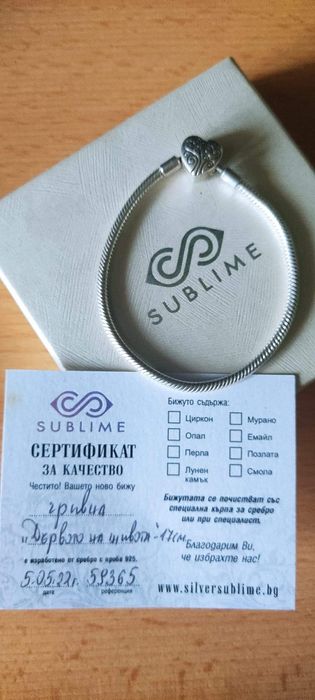 SUBLIME
SUBLIME
СЕРТИФИКАТ
ЗА КАЧЕСТВО
Честито! Вашето ново бижу
гривна
"Дървото на живота" - 17см.
е изработено от сребро с проба 925.
5.05.22г. 59365
дата референция
Бижуто съдържа:
Циркон Мурано
Опал Емайл
Перла Позлата
Лунен камък Смола
Бижутата се почистват със
специална кърпа за сребро
или при специалист.
Благодарим Ви,
че избрахте нас!
www.silversublime.bg